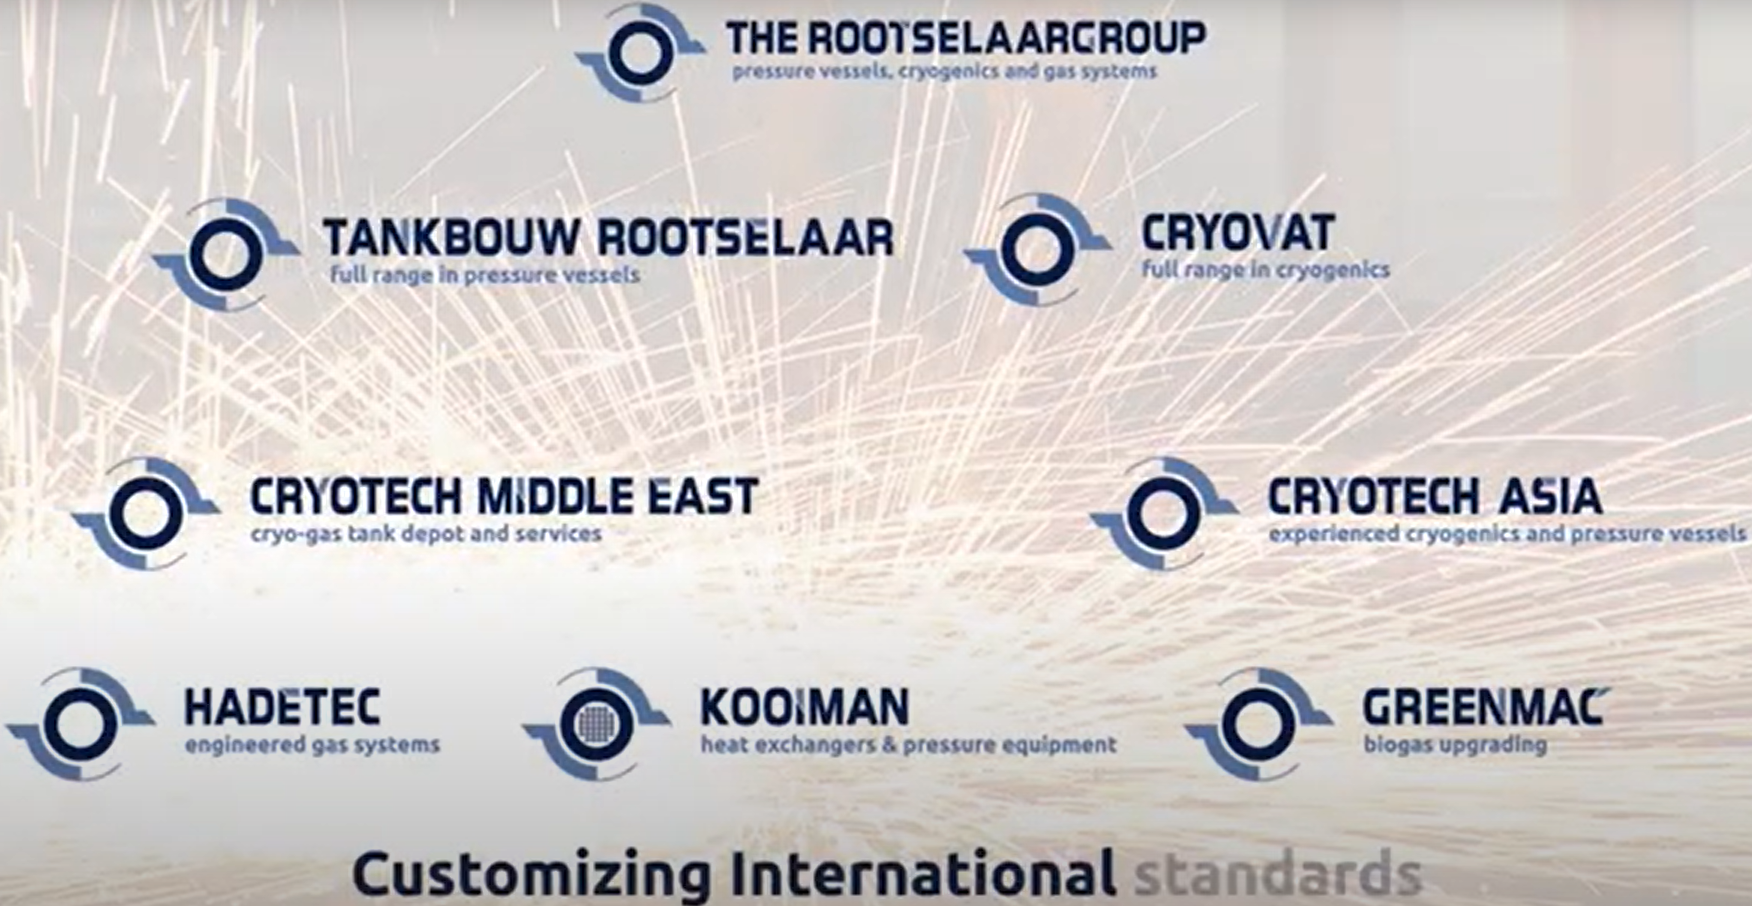 THE ROOTSELAARGROUP
pressure vessels, cryogenics and gas systems
TANKBOUW ROOTSELAAR
full range in pressure vessels
CRYOVAT
full range in cryogenics
CRYOTECH MIDDLE EAST
cryo-gas tank depot and services
CRYOTECH ASIA
experienced cryogenics and pressure vessels
HADETEC
engineered gas systems
KOOIMAN
heat exchangers & pressure equipment
GREENMAC
biogas upgrading
Customizing International standards